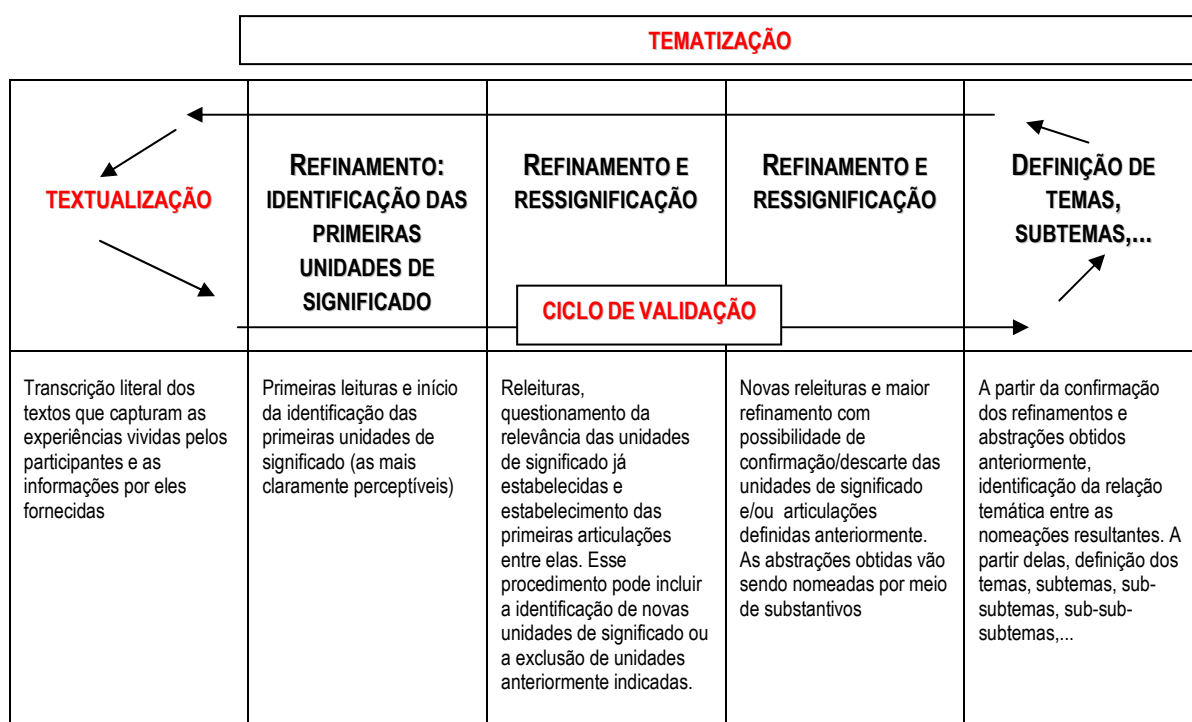 TEMATIZAÇÃO
TEXTUALIZAÇÃO
REFINAMENTO:
IDENTIFICAÇÃO DAS
PRIMEIRAS
UNIDADES DE
SIGNIFICADO
REFINAMENTO E
RESSIGNIFICAÇÃO
REFINAMENTO E
RESSIGNIFICAÇÃO
DEFINIÇÃO DE
TEMAS,
SUBTEMAS,...
CICLO DE VALIDAÇÃO
Transcrição literal dos
textos que capturam as
experiências vividas pelos
participantes e as
informações por eles
fornecidas
Primeiras leituras e início
da identificação das
primeiras unidades de
significado (as mais
claramente perceptíveis)
Releituras,
questionamento da
relevância das unidades
de significado já
estabelecidas e
estabelecimento das
primeiras articulações
entre elas. Esse
procedimento pode incluir
a identificação de novas
unidades de significado ou
a exclusão de unidades
anteriormente indicadas.
Novas releituras e maior
refinamento com
possibilidade de
confirmação/descarte das
unidades de significado
e/ou articulações
definidas anteriormente.
As abstrações obtidas vão
sendo nomeadas por meio
de substantivos
A partir da confirmação
dos refinamentos e
abstrações obtidos
anteriormente,
identificação da relação
temática entre as
nomeações resultantes. A
partir delas, definição dos
temas, subtemas, sub-
subtemas, sub-sub-
subtemas,...